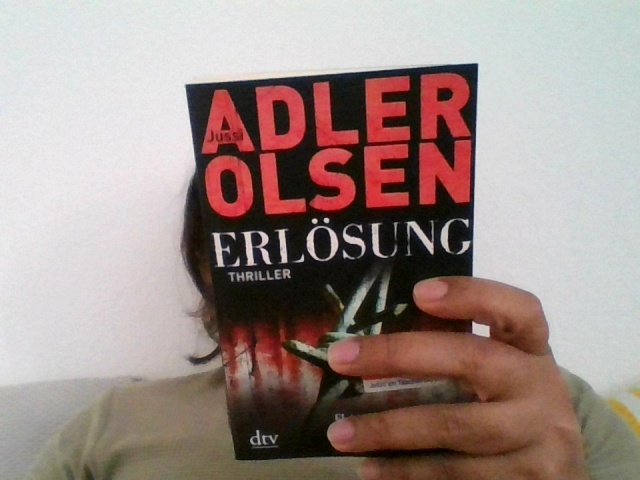 ADLER
Jussi
OLSEN
ERLÖSUNG
THRILLER
dtv